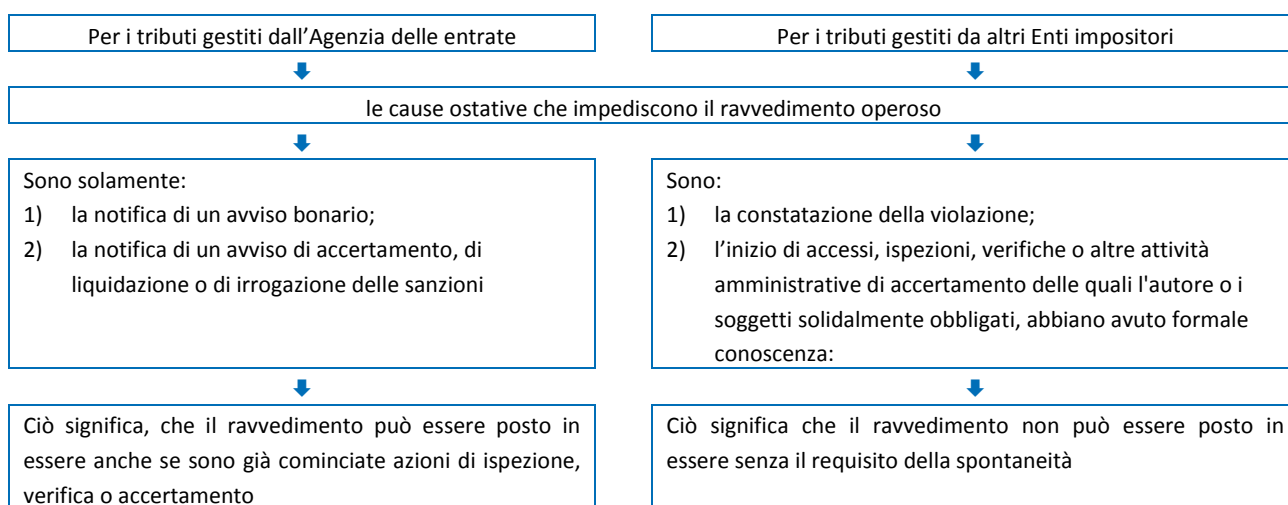 Per i tributi gestiti dall'Agenzia delle entrate
Per i tributi gestiti da altri Enti impositori
le cause ostative che impediscono il ravvedimento operoso
Sono solamente:
1) la notifica di un avviso bonario;
2) la notifica di un avviso di accertamento, di
liquidazione o di irrogazione delle sanzioni
Sono:
1) la constatazione della violazione;
2) l'inizio di accessi, ispezioni, verifiche o altre attività
amministrative di accertamento delle quali l'autore o i
soggetti solidalmente obbligati, abbiano avuto formale
conoscenza:
Ciò significa, che il ravvedimento può essere posto in
essere anche se sono già cominciate azioni di ispezione,
verifica o accertamento
Ciò significa che il ravvedimento non può essere posto in
essere senza il requisito della spontaneità